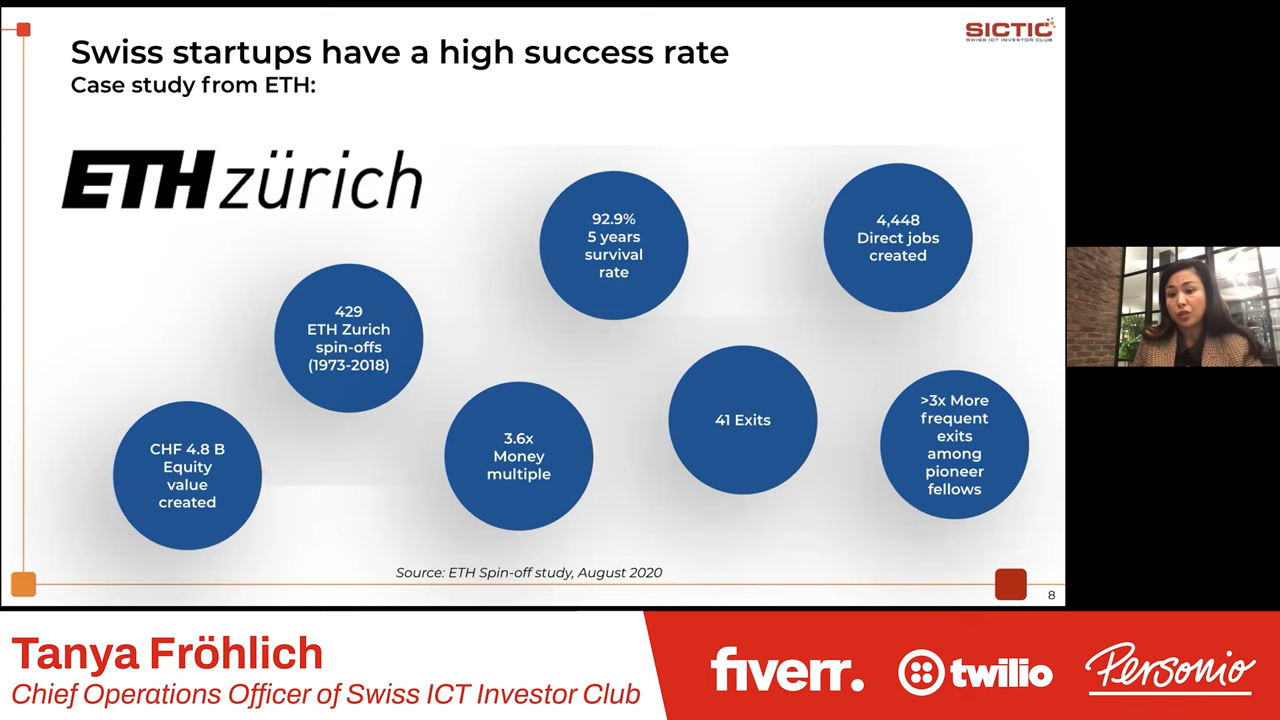 Swiss startups have a high success rate
Case study from ETH:
SICTIC
SWISS ICT INVESTOR CLUB
ETH zürich
92.9%
5 years
survival
rate
4,448
Direct jobs
created
429
ETH Zurich
spin-offs
(1973-2018)
CHF 4.8 B
Equity
value
created
3.6x
Money
multiple
41 Exits
>3x More
frequent
exits
among
pioneer
fellows
Source: ETH Spin-off study, August 2020
8
Tanya Fröhlich
Chief Operations Officer of Swiss ICT Investor Club
fiverr.
twilio
Personio